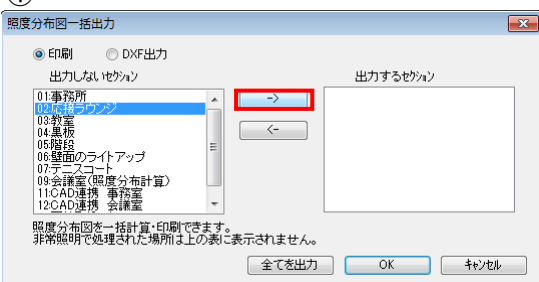 照度分布図一括出力
印刷 DXF出力
出力しないセクション 出力するセクション
01:事務所
02:応接ラウンジ
03:教室
04:黒板
05:階段
06:壁面のライトアップ
07:テニスコート
09:会議室(照度分布計算)
11:CAD連携 事務室
12:CAD連携 会議室
->
<-
照度分布図を一括計算・印刷できます。
非常照明で処理された場所は上の表に表示されません。
全てを出力 OK キャンセル